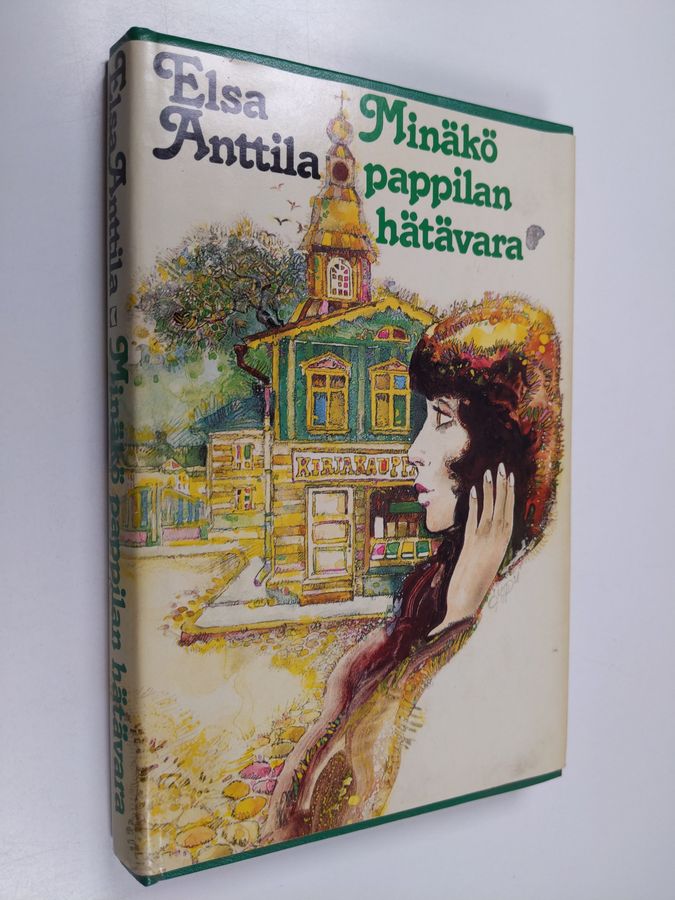 Elsa
Anttila
Minäkö
pappilan
hätävara
KIRJAKAUPPA
Elsa Anttila - Minäkö pappilan hätävara